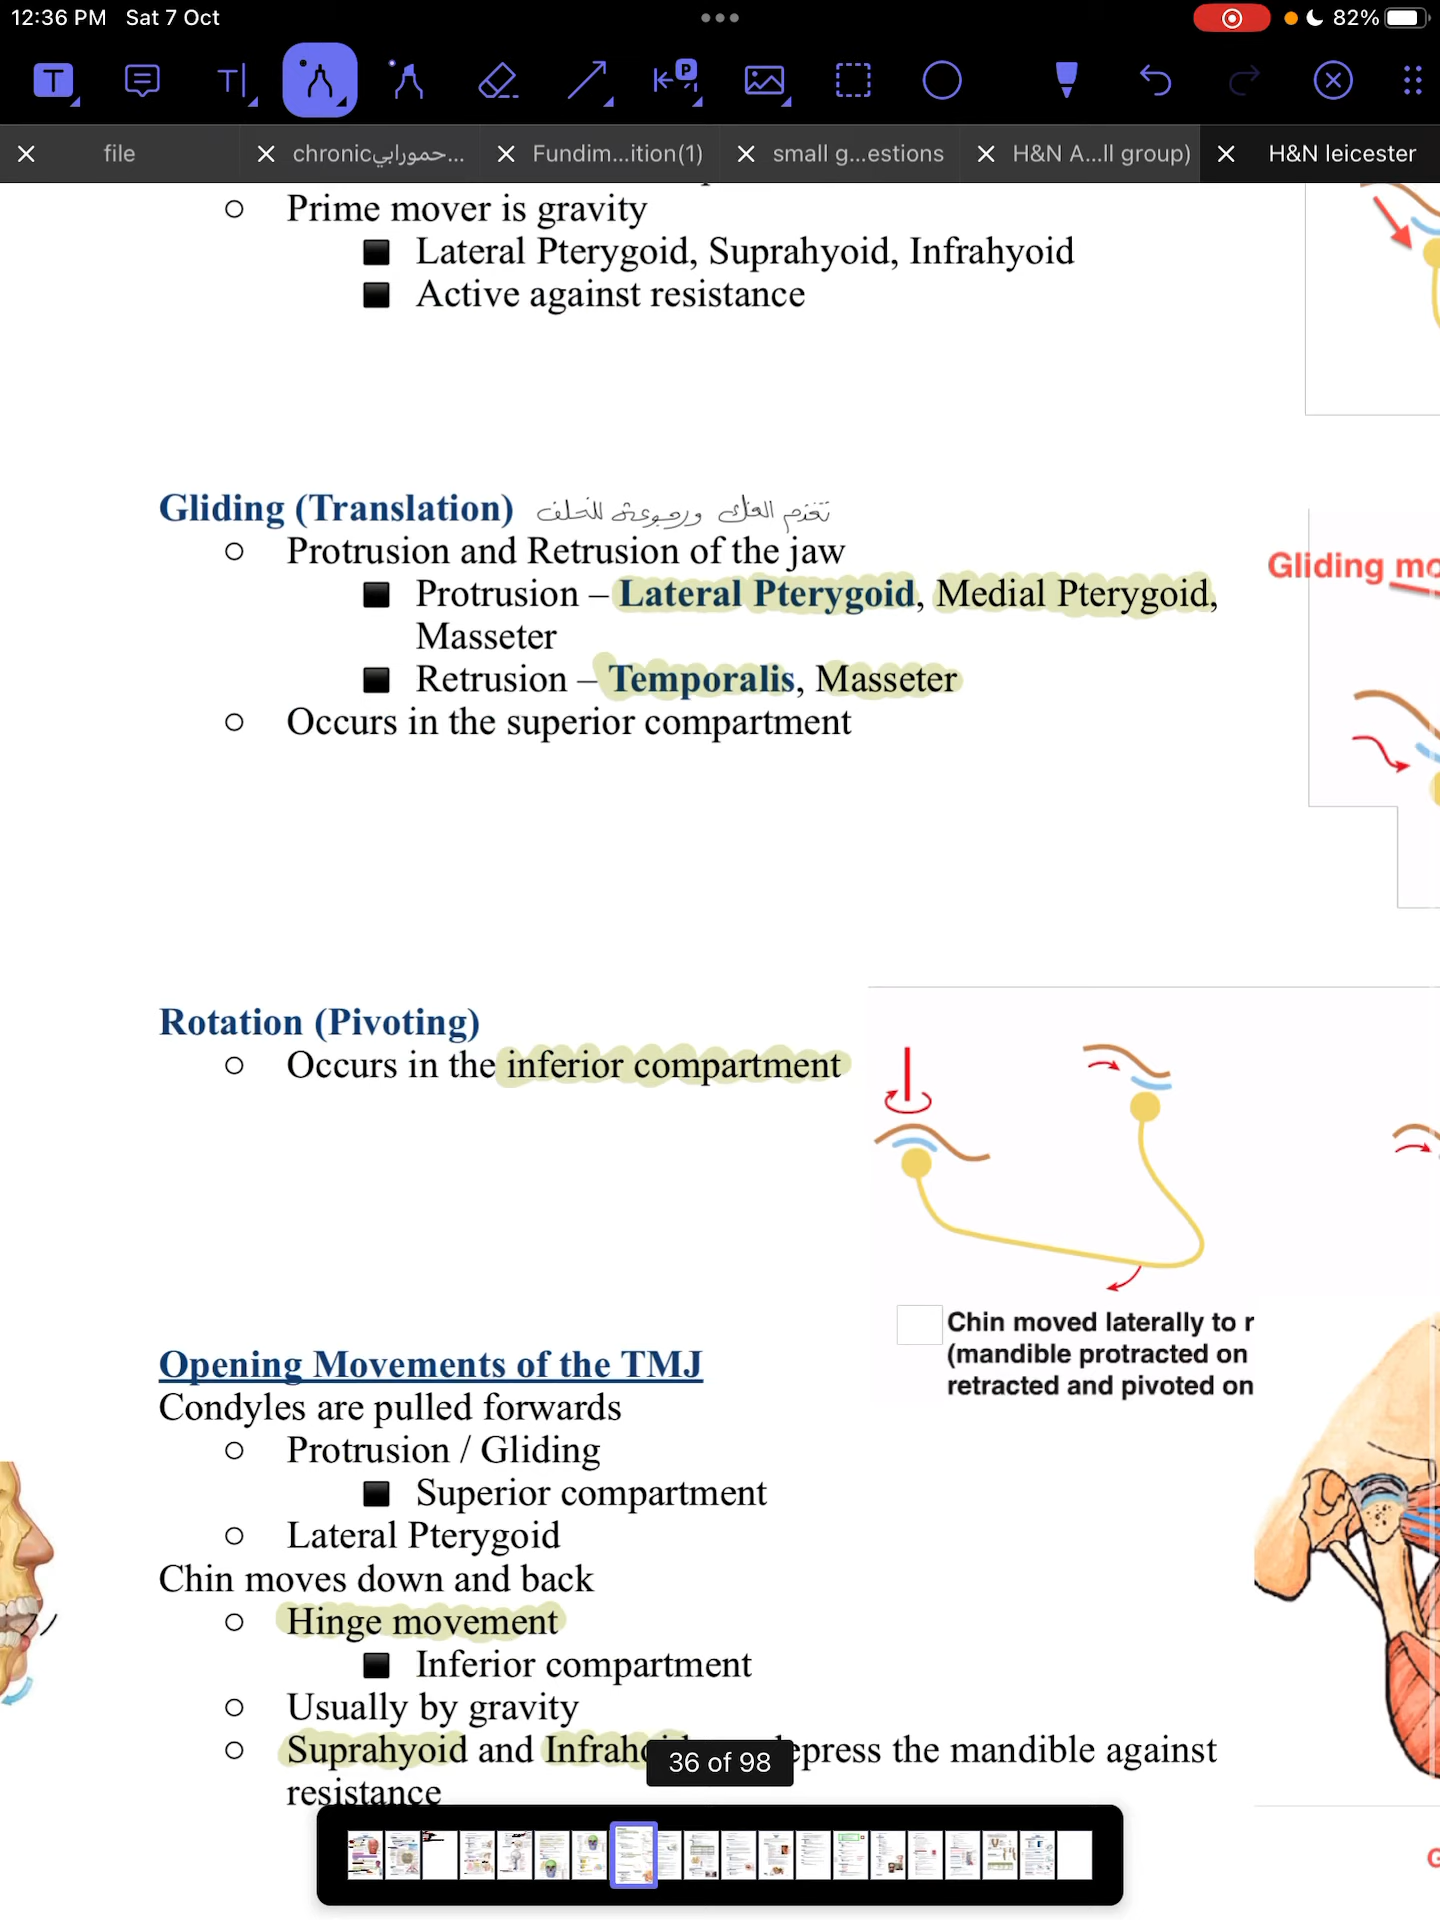 12:36 PM Sat 7 Oct
82%
file
chronicحمورابي...
Fundim...ition(1)
small g...estions
H&N A...ll group)
H&N leicester
Prime mover is gravity
Lateral Pterygoid, Suprahyoid, Infrahyoid
Active against resistance
Gliding (Translation) تقدم الفك ورجوعه للخلف
Protrusion and Retrusion of the jaw
Protrusion – Lateral Pterygoid, Medial Pterygoid,
Masseter
Retrusion – Temporalis, Masseter
Occurs in the superior compartment
Gliding mo
Rotation (Pivoting)
Occurs in the inferior compartment
Chin moved laterally to r
(mandible protracted on
retracted and pivoted on
Opening Movements of the TMJ
Condyles are pulled forwards
Protrusion / Gliding
Superior compartment
Lateral Pterygoid
Chin moves down and back
Hinge movement
Inferior compartment
Usually by gravity
Suprahyoid and Infrah epress the mandible against
resistance
36 of 98